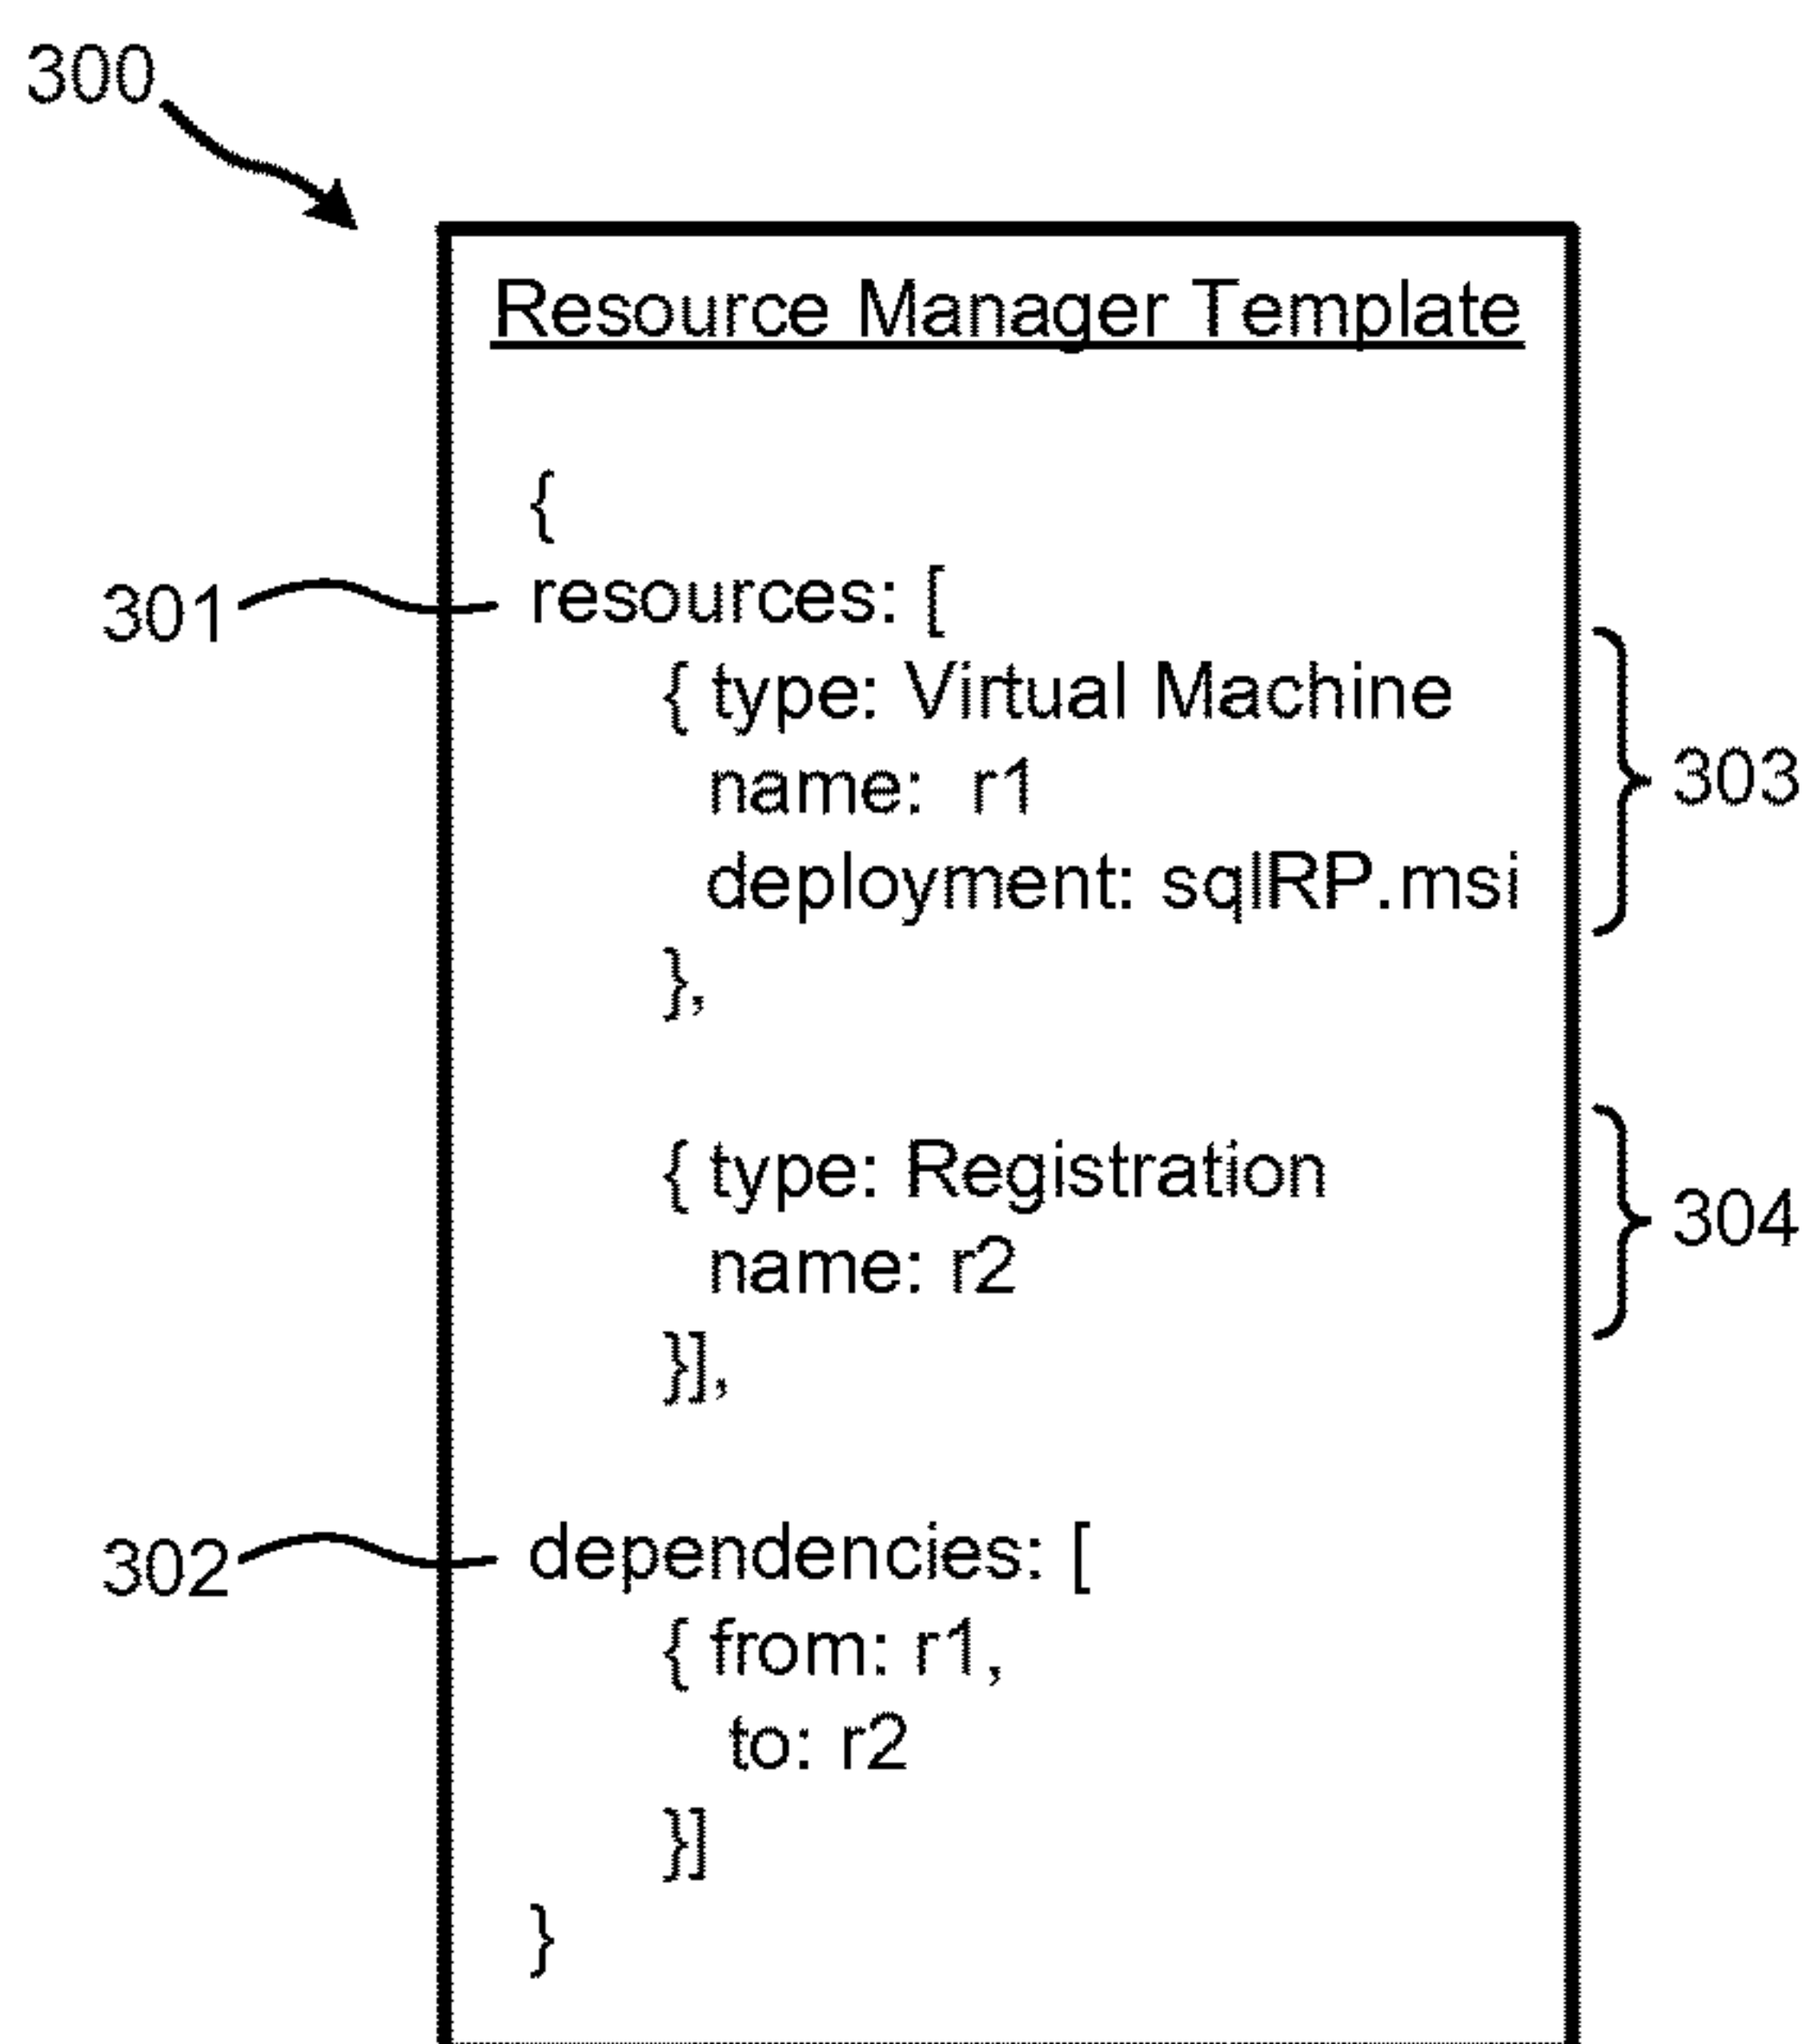 300
Resource Manager Template
{
301 resources: [
{ type: Virtual Machine
name: r1
303
deployment: sqlRP.msi
},
{ type: Registration
304
name: r2
}],
302 dependencies: [
{ from: r1,
to: r2
}]
}